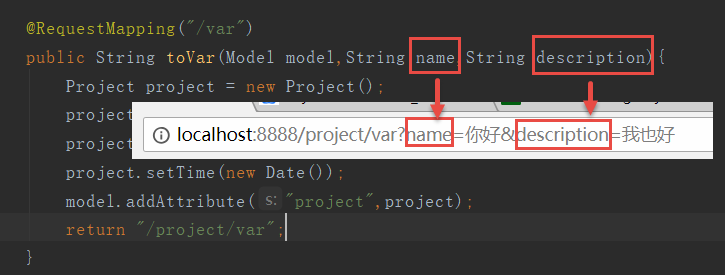 @RequestMapping("/var")
public String toVar(Model model,String name,String description){
Project project = new Project();
project
localhost:8888/project/var?name=你好&description=我也好
project
project.setTime(new Date());
model.addAttribute( s: "project",project);
return "/project/var";
}